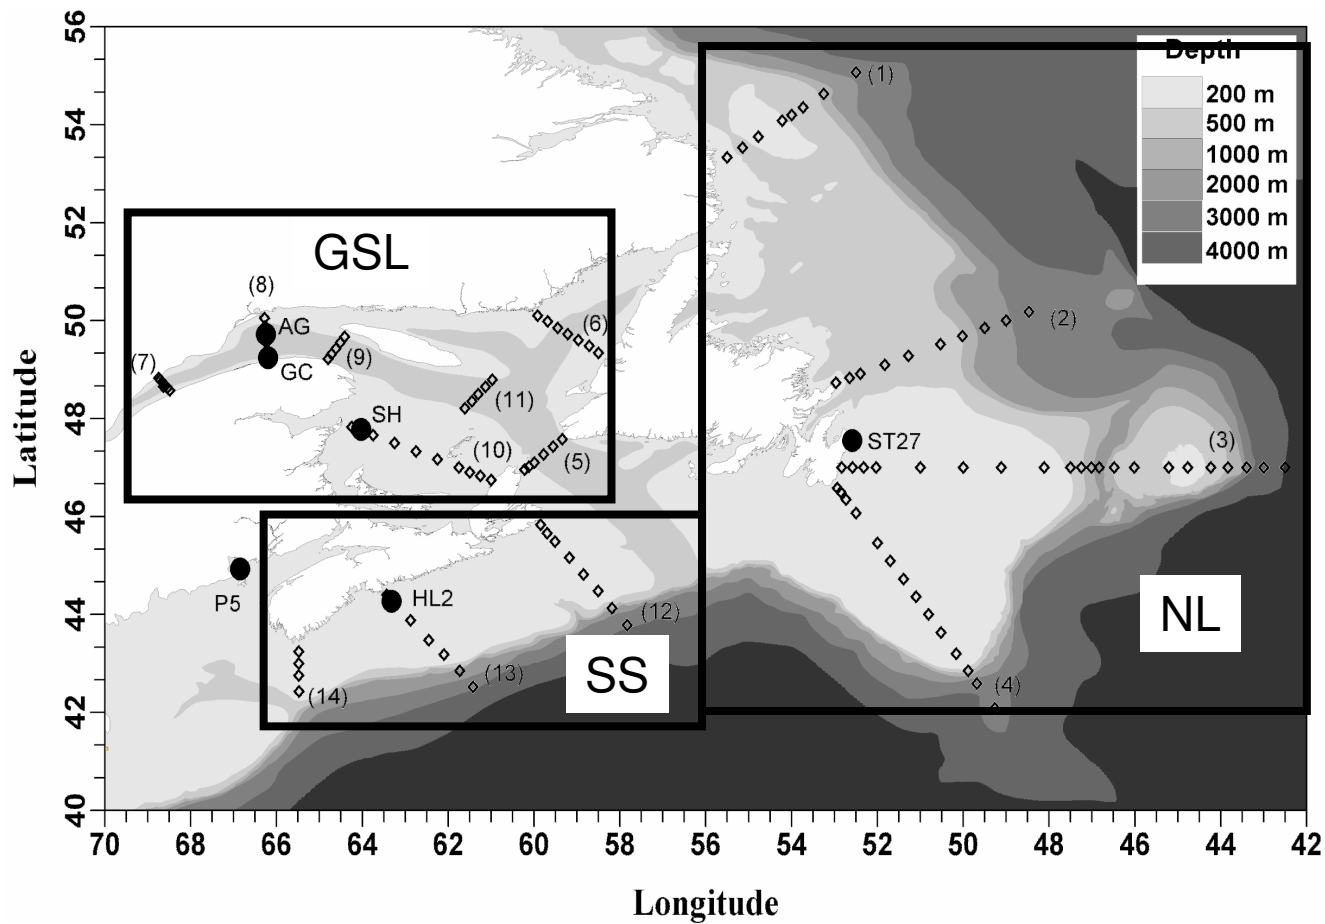 56
54
52
50
48
46
44
42
40
Latitude
Depth
200 m
500 m
1000 m
2000 m
3000 m
4000 m
(1)
GSL
(8)
AG
(6)
(2)
(7)
(9)
GC
(11)
SH
(10)
(5)
ST27
(3)
P5
HL2
(12)
NL
SS
(13)
(14)
(4)
70 68 66 64 62 60 58 56 54 52 50 48 46 44 42
Longitude